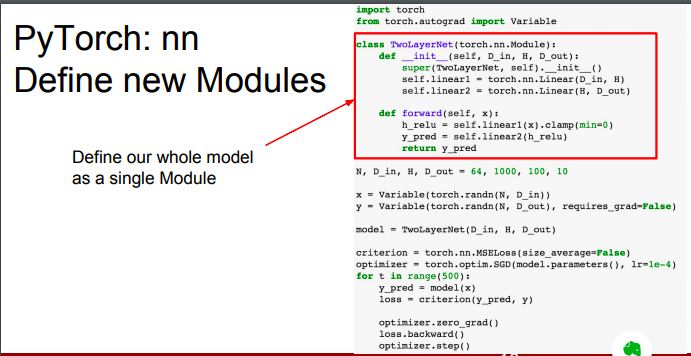 PyTorch: nn
Define new Modules
Define our whole model
as a single Module
import torch
from torch.autograd import Variable
class TwoLayerNet(torch.nn.Module):
    def __init__(self, D_in, H, D_out):
        super(TwoLayerNet, self).__init__()
        self.linear1 = torch.nn.Linear(D_in, H)
        self.linear2 = torch.nn.Linear(H, D_out)
    def forward(self, x):
        h_relu = self.linear1(x).clamp(min=0)
        y_pred = self.linear2(h_relu)
        return y_pred
N, D_in, H, D_out = 64, 1000, 100, 10
x = Variable(torch.randn(N, D_in))
y = Variable(torch.randn(N, D_out), requires_grad=False)
model = TwoLayerNet(D_in, H, D_out)
criterion = torch.nn.MSELoss(size_average=False)
optimizer = torch.optim.SGD(model.parameters(), lr=1e-4)
for t in range(500):
    y_pred = model(x)
    loss = criterion(y_pred, y)
    optimizer.zero_grad()
    loss.backward()
    optimizer.step()